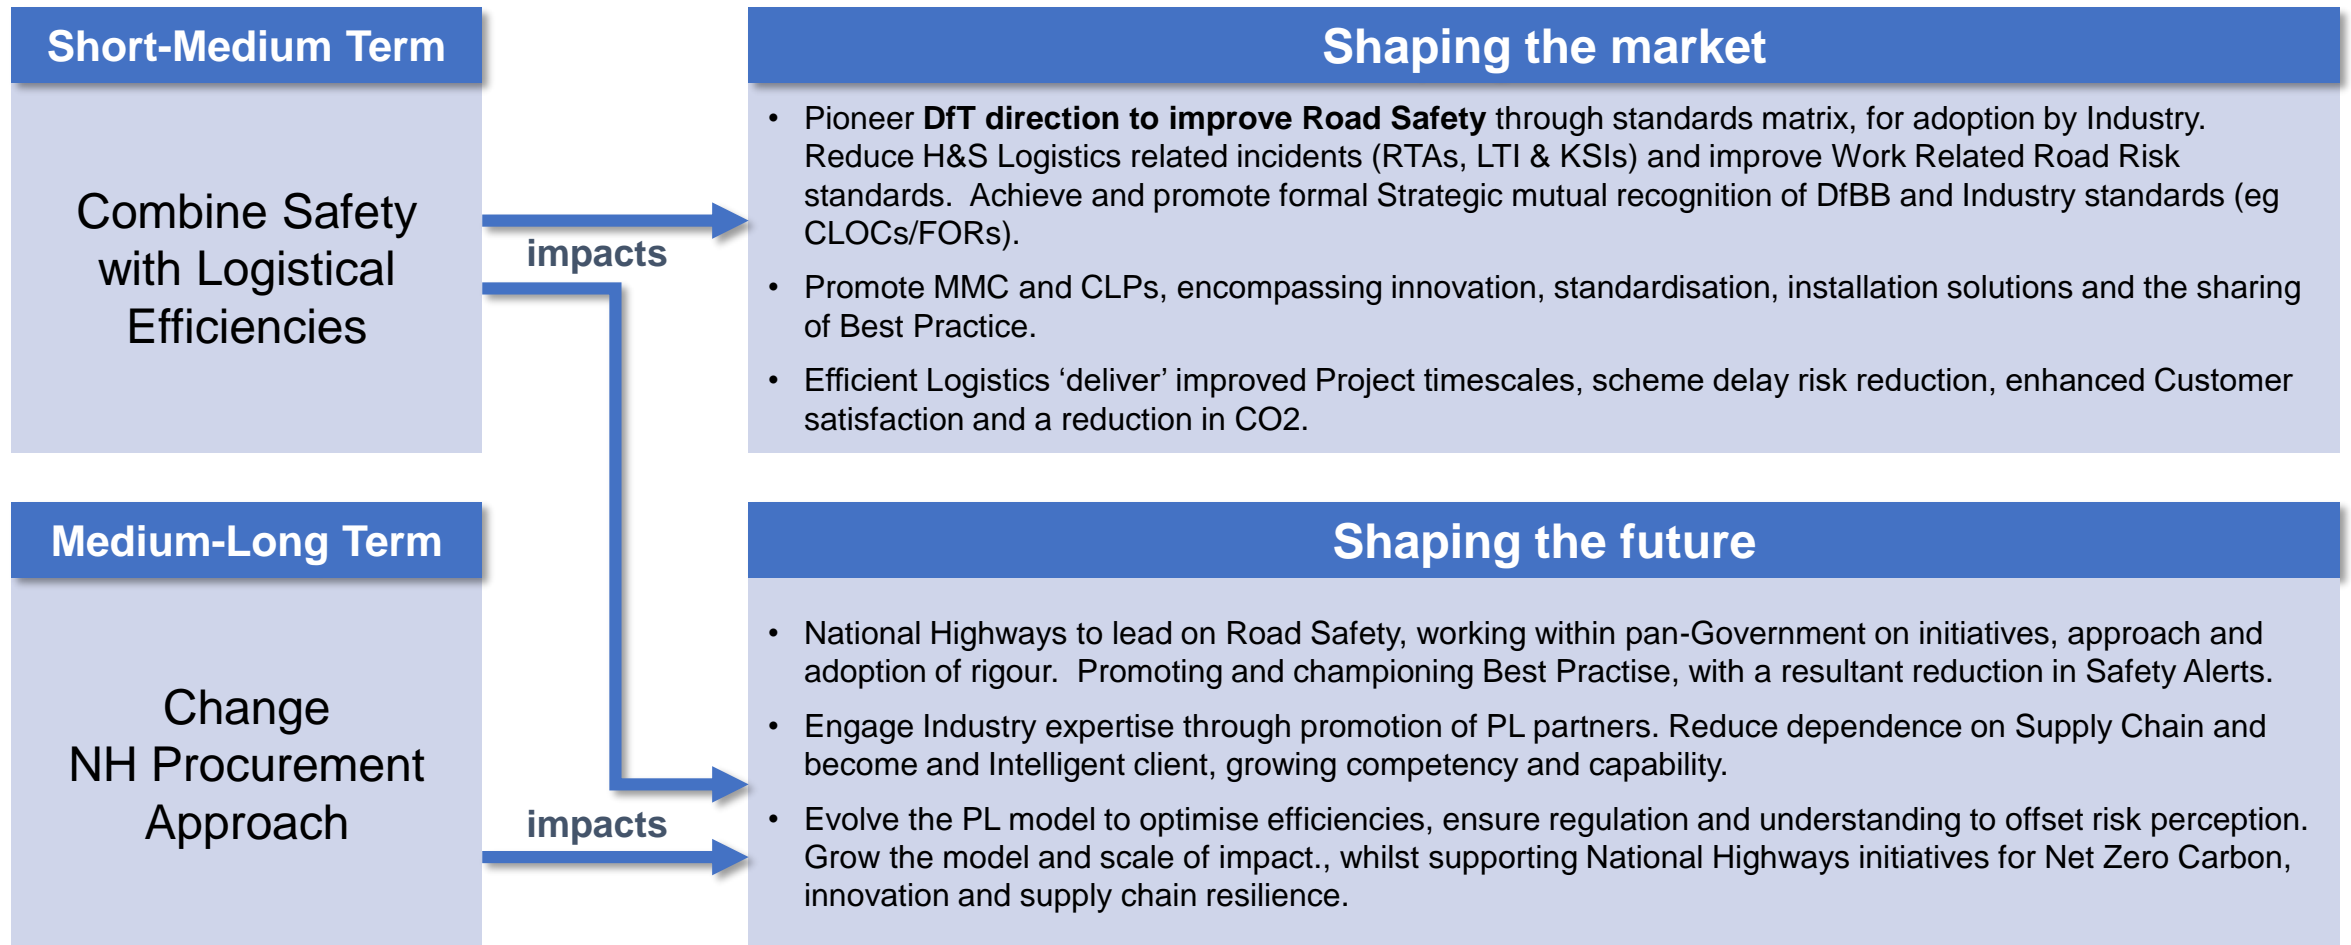 Short-Medium Term
Combine Safety
with Logistical
Efficiencies
impacts
Shaping the market
• Pioneer DfT direction to improve Road Safety through standards matrix, for adoption by Industry.
Reduce H&S Logistics related incidents (RTAs, LTI & KSIs) and improve Work Related Road Risk
standards.  Achieve and promote formal Strategic mutual recognition of DfBB and Industry standards (eg
CLOCs/FORs).
• Promote MMC and CLPs, encompassing innovation, standardisation, installation solutions and the sharing
of Best Practice.
• Efficient Logistics ‘deliver’ improved Project timescales, scheme delay risk reduction, enhanced Customer
satisfaction and a reduction in CO2.
Medium-Long Term
Change
NH Procurement
Approach
impacts
Shaping the future
• National Highways to lead on Road Safety, working within pan-Government on initiatives, approach and
adoption of rigour.  Promoting and championing Best Practise, with a resultant reduction in Safety Alerts.
• Engage Industry expertise through promotion of PL partners. Reduce dependence on Supply Chain and
become and Intelligent client, growing competency and capability.
• Evolve the PL model to optimise efficiencies, ensure regulation and understanding to offset risk perception.
Grow the model and scale of impact., whilst supporting National Highways initiatives for Net Zero Carbon,
innovation and supply chain resilience.